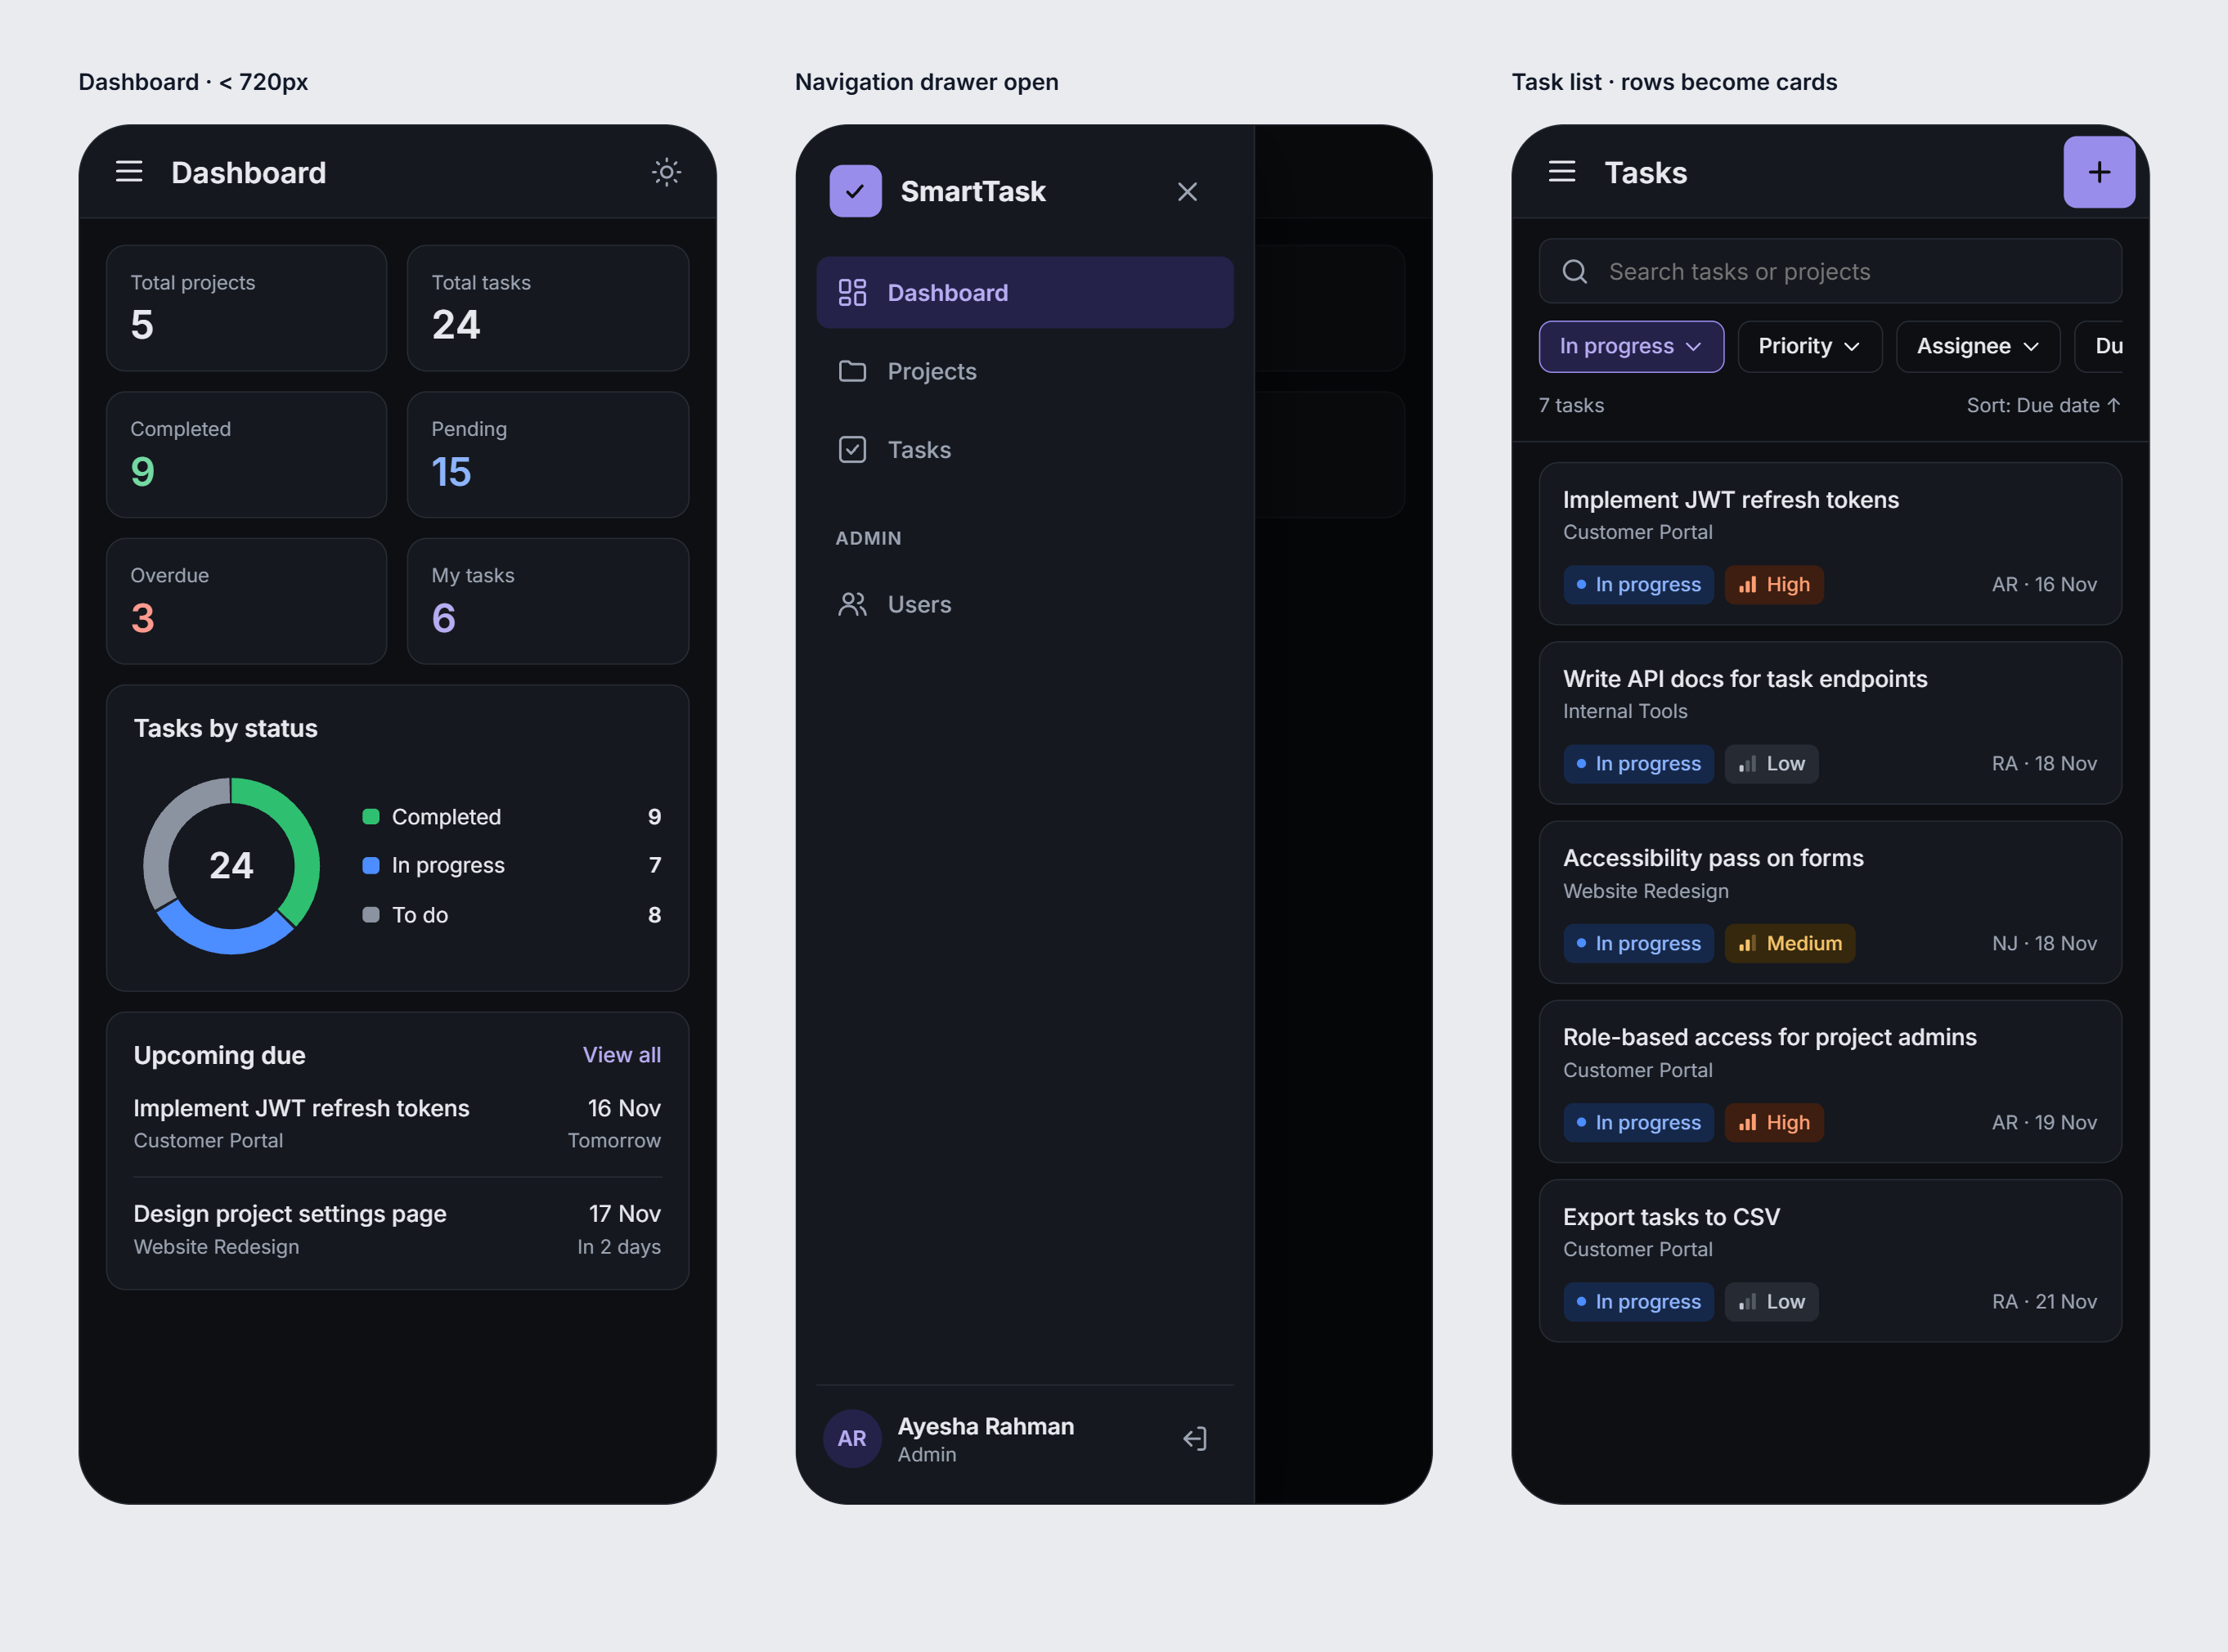 Dashboard · < 720px
Dashboard
Total projects
5
Total tasks
24
Completed
9
Pending
15
Overdue
3
My tasks
6
Tasks by status
24
Completed 9
In progress 7
To do 8
Upcoming due View all
Implement JWT refresh tokens 16 Nov
Customer Portal Tomorrow
Design project settings page 17 Nov
Website Redesign In 2 days
Navigation drawer open
SmartTask
Dashboard
Projects
Tasks
ADMIN
Users
AR
Ayesha Rahman
Admin
Task list · rows become cards
Tasks
Search tasks or projects
In progress Priority Assignee Du
7 tasks Sort: Due date ↑
Implement JWT refresh tokens
Customer Portal
In progress High AR · 16 Nov
Write API docs for task endpoints
Internal Tools
In progress Low RA · 18 Nov
Accessibility pass on forms
Website Redesign
In progress Medium NJ · 18 Nov
Role-based access for project admins
Customer Portal
In progress High AR · 19 Nov
Export tasks to CSV
Customer Portal
In progress Low RA · 21 Nov